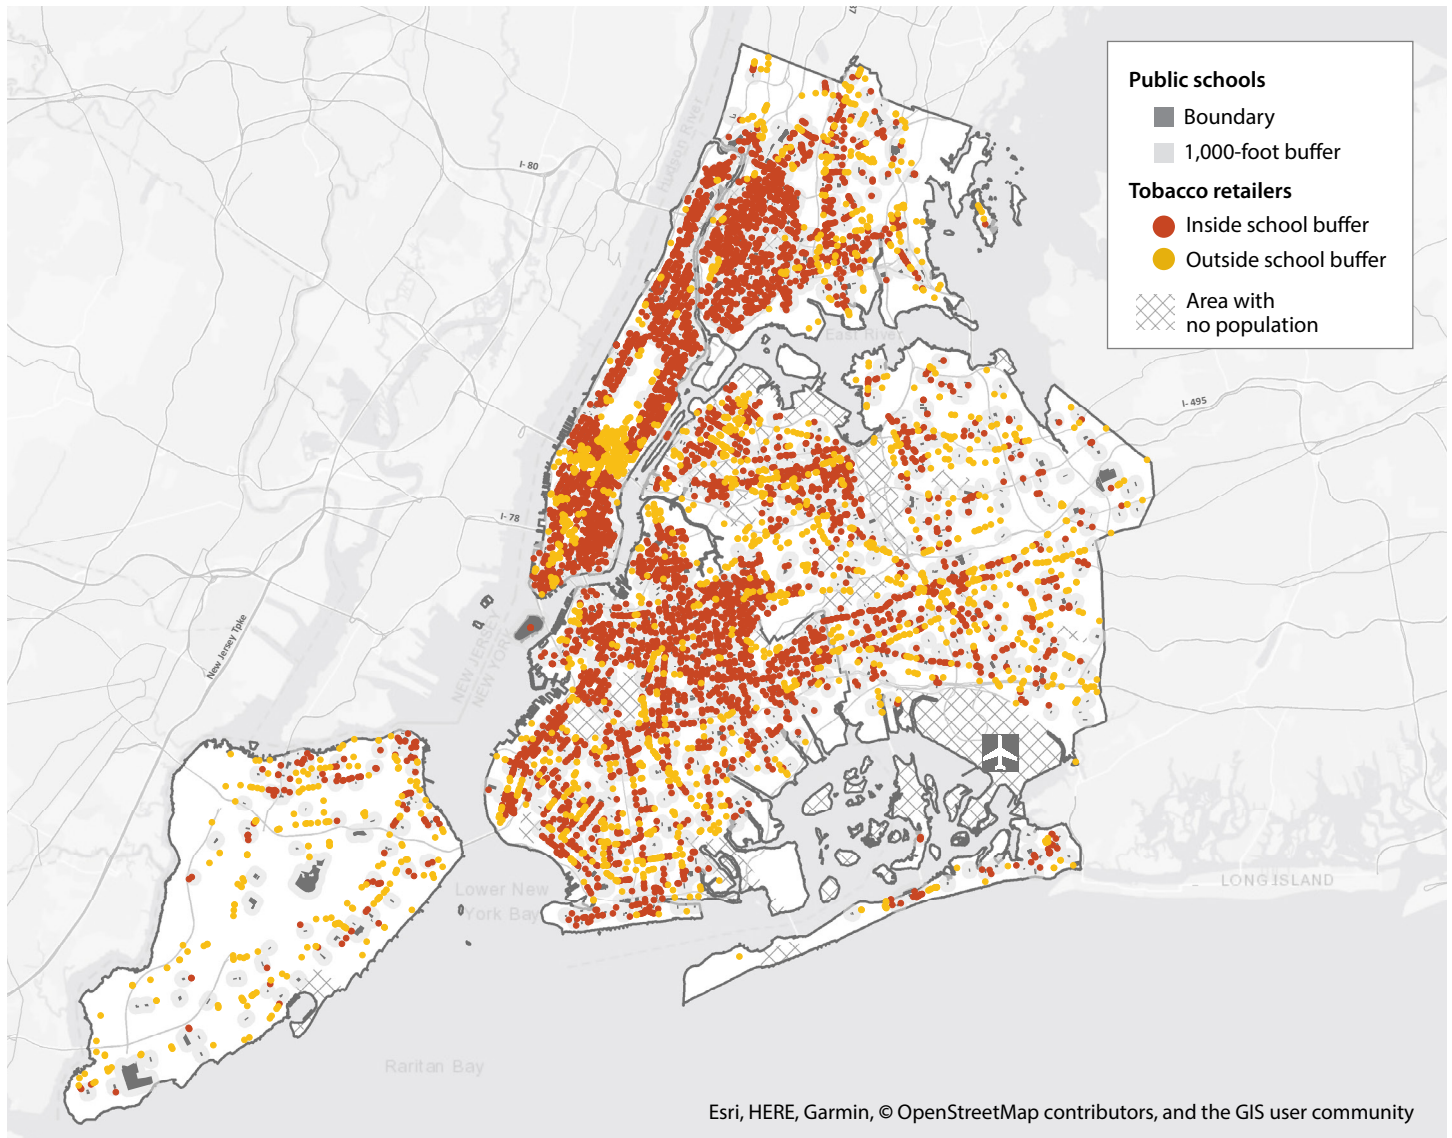 87
Public schools
Boundary
1,000-foot buffer
Tobacco retailers
Inside school buffer
Outside school buffer
Area with
no population
I- 80
Hudson River
East River
I- 495
I- 78
New Jersey Tpke
NEW JERSEY
NEW YORK
Lower New
York Bay
LONG ISLAND
Raritan Bay
Esri, HERE, Garmin, © OpenStreetMap contributors, and the GIS user community